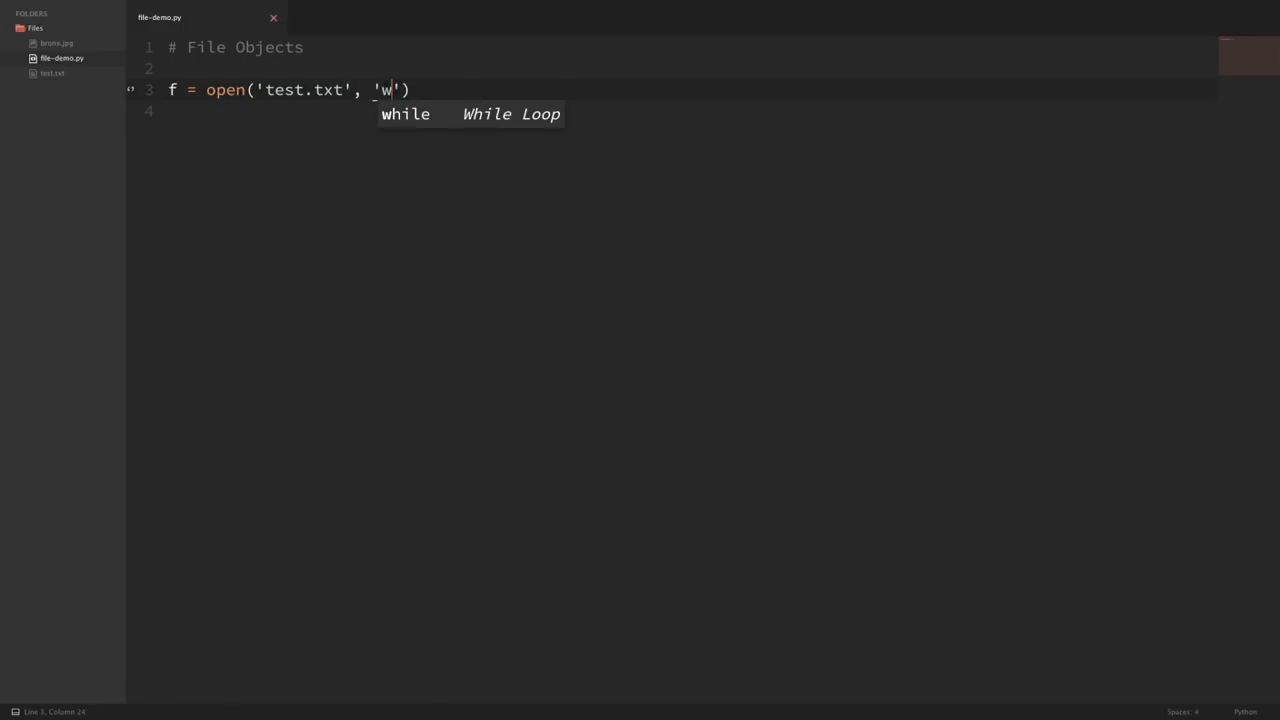 FOLDERS
Files
bronx.jpg
file-demo.py
test.txt
file-demo.py
1 # File Objects
2
3 f = open('test.txt', 'w')
while While Loop
4
Line 3, Column 24
Spaces: 4
Python